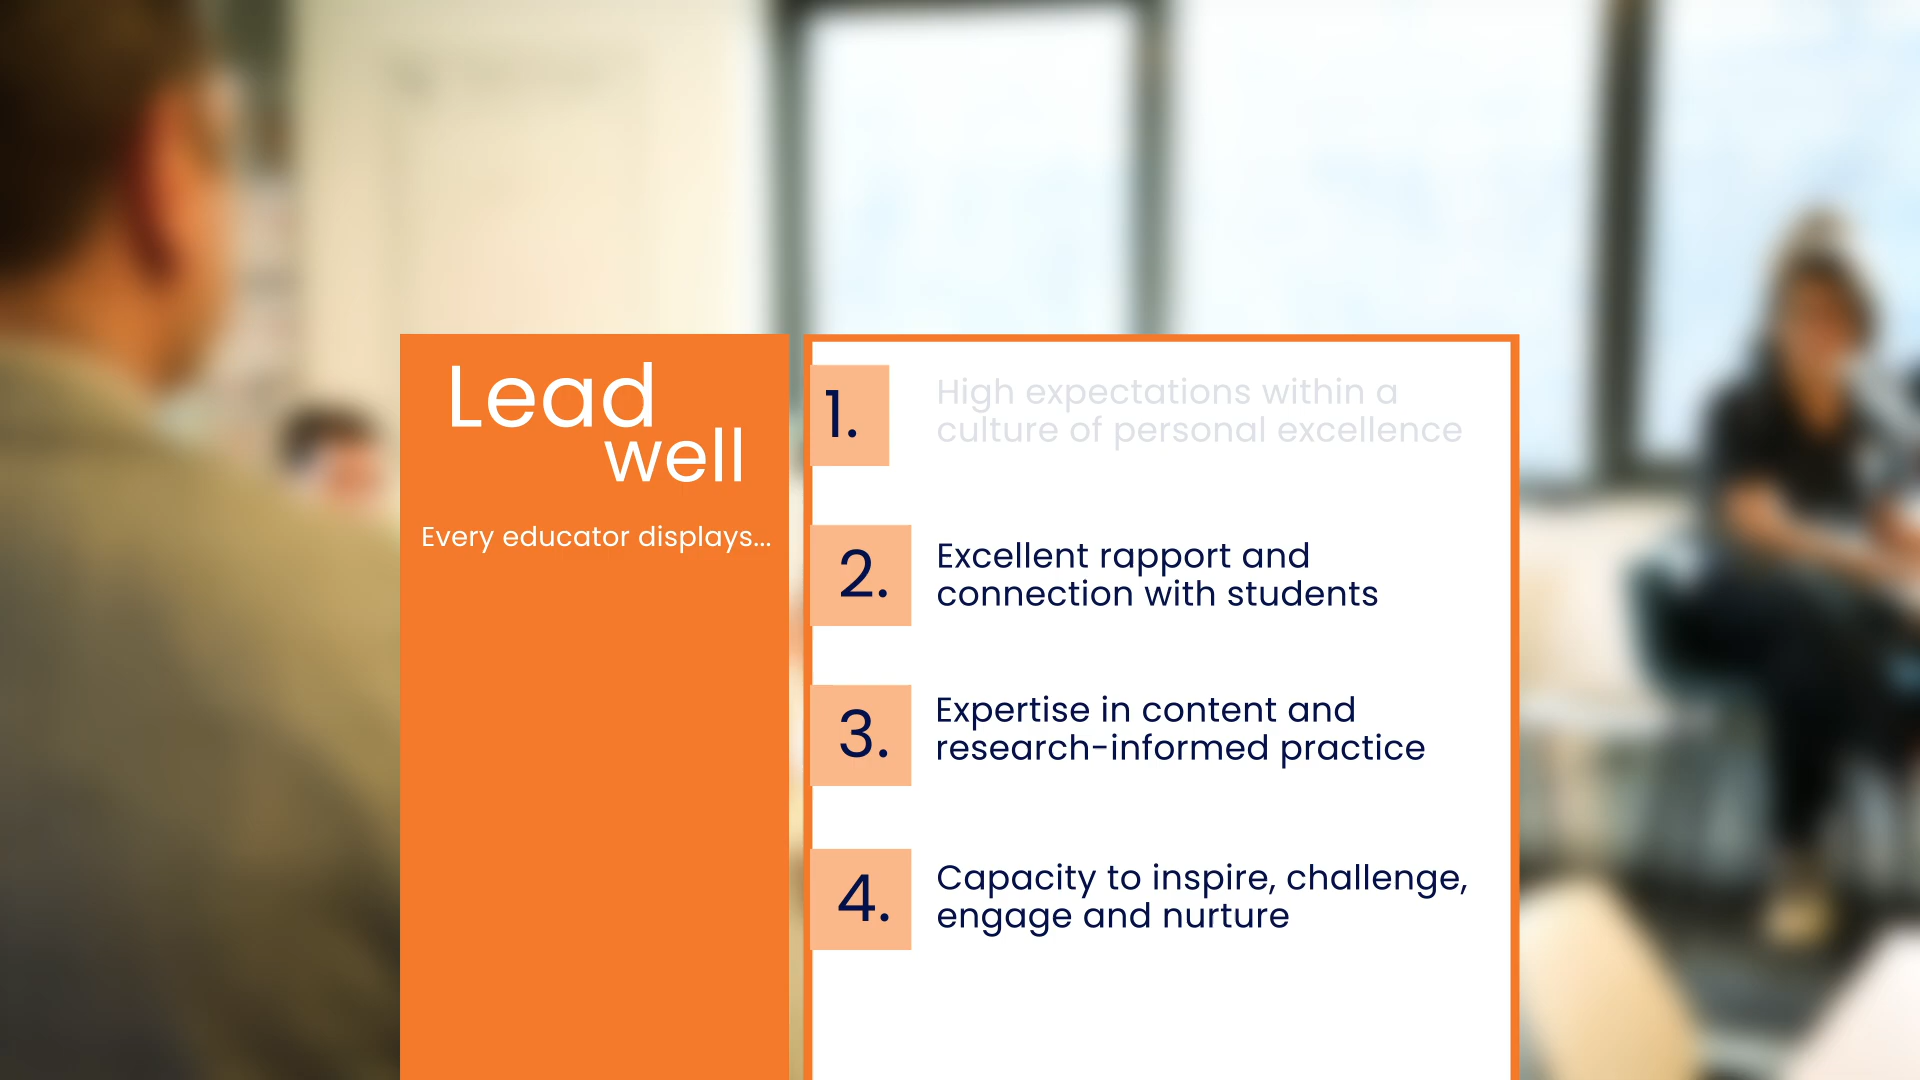 Lead
well
Every educator displays...
1.
High expectations within a
culture of personal excellence
2.
Excellent rapport and
connection with students
3.
Expertise in content and
research-informed practice
4.
Capacity to inspire, challenge,
engage and nurture